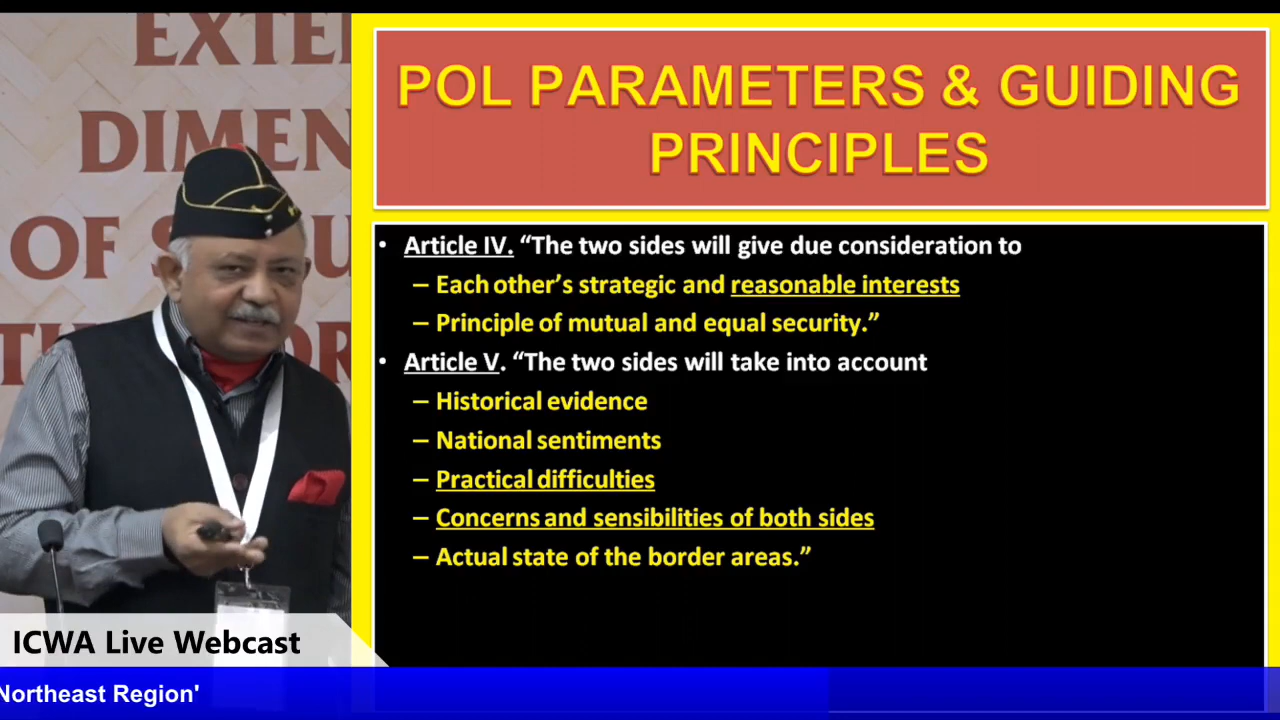 EXTE
DIMEN
OF S U
POL PARAMETERS & GUIDING
PRINCIPLES
• Article IV. “The two sides will give due consideration to
– Each other’s strategic and reasonable interests
– Principle of mutual and equal security.”
• Article V. “The two sides will take into account
– Historical evidence
– National sentiments
– Practical difficulties
– Concerns and sensibilities of both sides
– Actual state of the border areas.”
ICWA Live Webcast
Northeast Region'